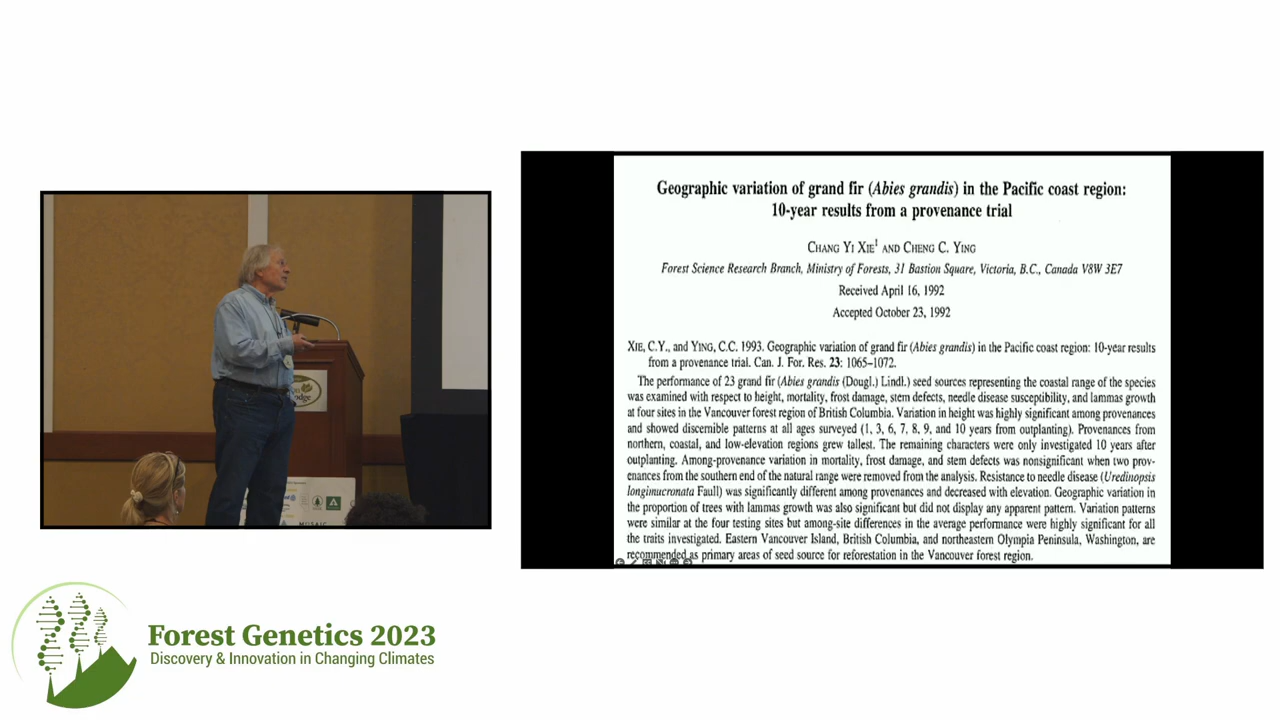 Geographic variation of grand fir (Abies grandis) in the Pacific coast region:
10-year results from a provenance trial
CHANG YI XIE¹ AND CHENG C. YING
Forest Science Research Branch, Ministry of Forests, 31 Bastion Square, Victoria, B.C., Canada V8W 3E7
Received April 16, 1992
Accepted October 23, 1992
XIE, C.Y., and YING, C.C. 1993. Geographic variation of grand fir (Abies grandis) in the Pacific coast region: 10-year results
from a provenance trial. Can. J. For. Res. 23: 1065–1072.
The performance of 23 grand fir (Abies grandis (Dougl.) Lindl.) seed sources representing the coastal range of the species
was examined with respect to height, mortality, frost damage, stem defects, needle disease susceptibility, and lammas growth
at four sites in the Vancouver forest region of British Columbia. Variation in height was highly significant among provenances
and showed discernible patterns at all ages surveyed (1, 3, 6, 7, 8, 9, and 10 years from outplanting). Provenances from
northern, coastal, and low-elevation regions grew tallest. The remaining characters were only investigated 10 years after
outplanting. Among-provenance variation in mortality, frost damage, and stem defects was nonsignificant when two prov-
enances from the southern end of the natural range were removed from the analysis. Resistance to needle disease (Uredinopsis
longimucronata Faull) was significantly different among provenances and decreased with elevation. Geographic variation in
the proportion of trees with lammas growth was also significant but did not display any apparent pattern. Variation patterns
were similar at the four testing sites but among-site differences in the average performance were highly significant for all
the traits investigated. Eastern Vancouver Island, British Columbia, and northeastern Olympia Peninsula, Washington, are
recommended as primary areas of seed source for reforestation in the Vancouver forest region.
MOSAIC
Forest Genetics 2023
Discovery & Innovation in Changing Climates